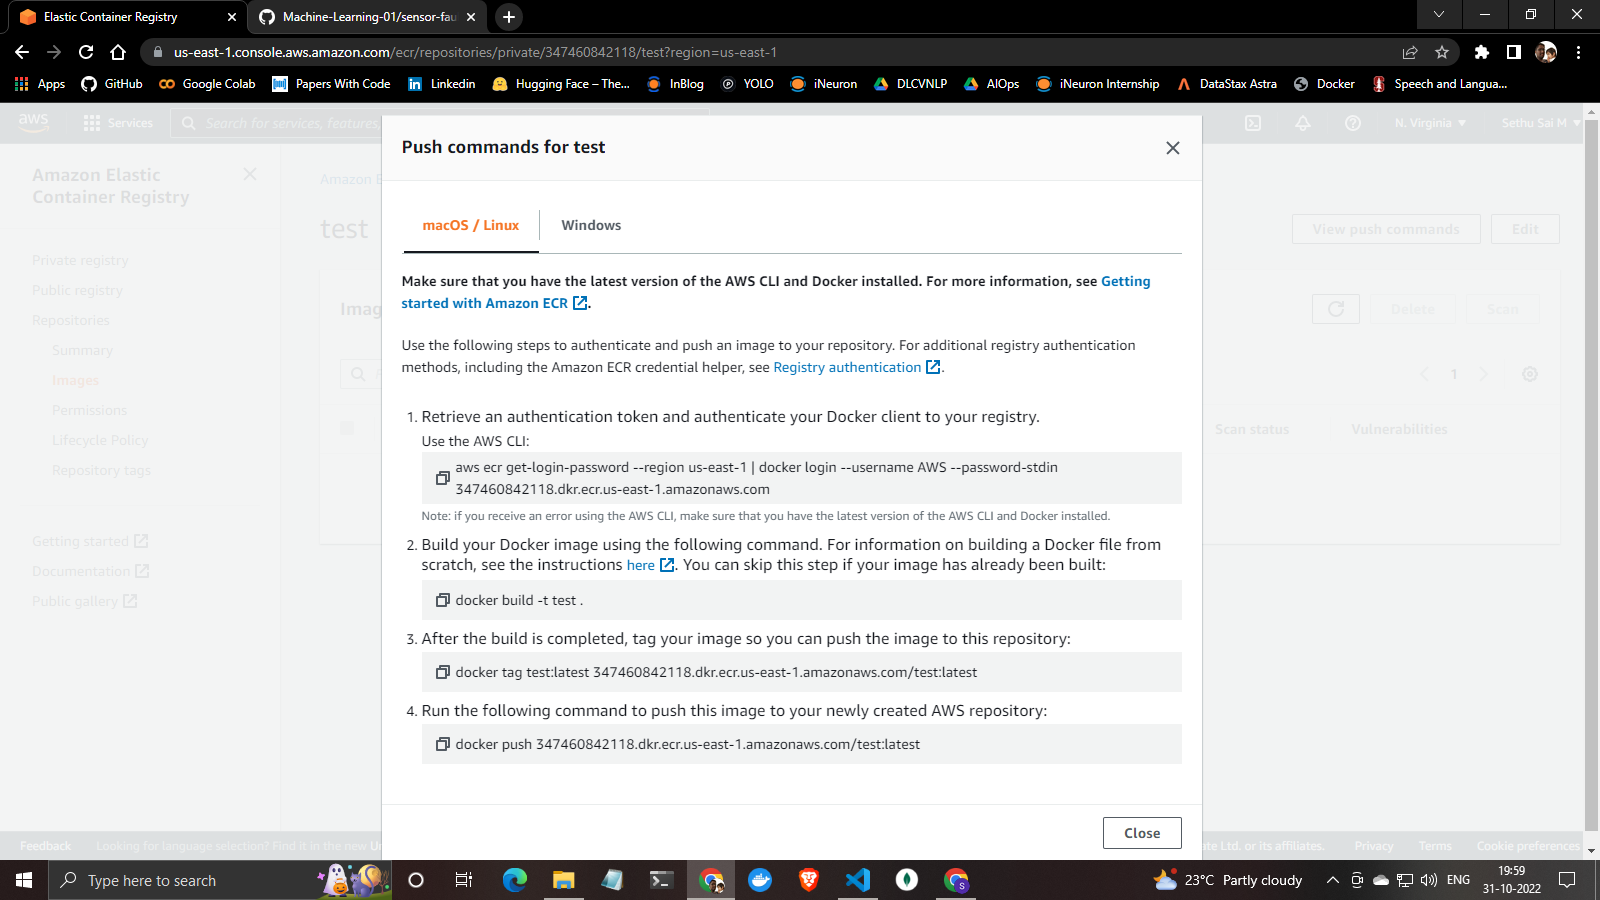 Elastic Container Registry
Machine-Learning-01/sensor-fau
us-east-1.console.aws.amazon.com/ecr/repositories/private/347460842118/test?region=us-east-1
Apps GitHub Google Colab Papers With Code Linkedin Hugging Face – The... InBlog YOLO iNeuron DLCVNLP AIOps iNeuron Internship DataStax Astra Docker Speech and Langua...
aws Services Search for services, features, N. Virginia Sethu Sai M
Amazon Elastic
Container Registry
Private registry
Public registry
Repositories
Summary
Images
Permissions
Lifecycle Policy
Repository tags
Getting started
Documentation
Public gallery
Amazon E
test
View push commands Edit
Imag
Delete Scan
1
Scan status Vulnerabilities
Push commands for test
macOS / Linux Windows
Make sure that you have the latest version of the AWS CLI and Docker installed. For more information, see Getting
started with Amazon ECR .
Use the following steps to authenticate and push an image to your repository. For additional registry authentication
methods, including the Amazon ECR credential helper, see Registry authentication .
1. Retrieve an authentication token and authenticate your Docker client to your registry.
Use the AWS CLI:
aws ecr get-login-password --region us-east-1 | docker login --username AWS --password-stdin
347460842118.dkr.ecr.us-east-1.amazonaws.com
Note: if you receive an error using the AWS CLI, make sure that you have the latest version of the AWS CLI and Docker installed.
2. Build your Docker image using the following command. For information on building a Docker file from
scratch, see the instructions here . You can skip this step if your image has already been built:
docker build -t test .
3. After the build is completed, tag your image so you can push the image to this repository:
docker tag test:latest 347460842118.dkr.ecr.us-east-1.amazonaws.com/test:latest
4. Run the following command to push this image to your newly created AWS repository:
docker push 347460842118.dkr.ecr.us-east-1.amazonaws.com/test:latest
Close
Feedback Looking for language selection? Find it in the new Un ate Ltd. or its affiliates. Privacy Terms Cookie preferences
Type here to search
23°C Partly cloudy
ENG
19:59
31-10-2022